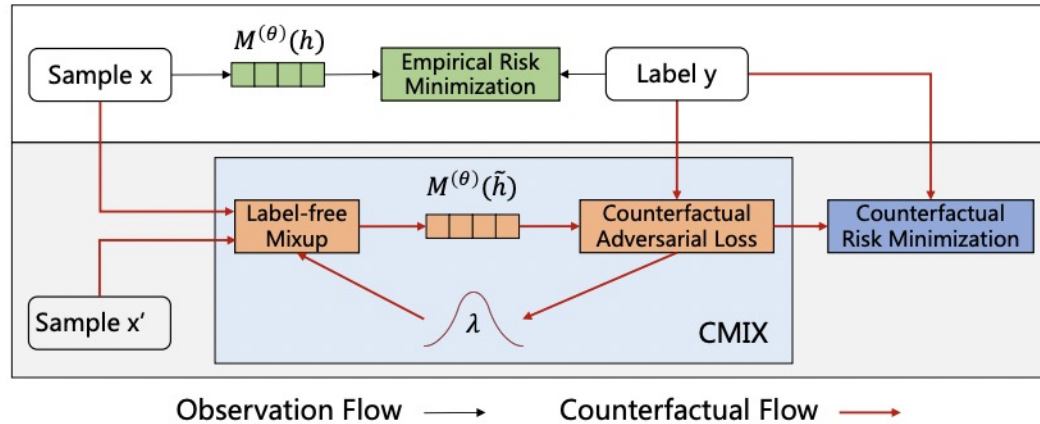 M^(θ)(h)
Sample x
Empirical Risk
Minimization
Label y
M^(θ)(h̃)
Label-free
Mixup
Counterfactual
Adversarial Loss
Counterfactual
Risk Minimization
Sample x′
λ
CMIX
Observation Flow
Counterfactual Flow